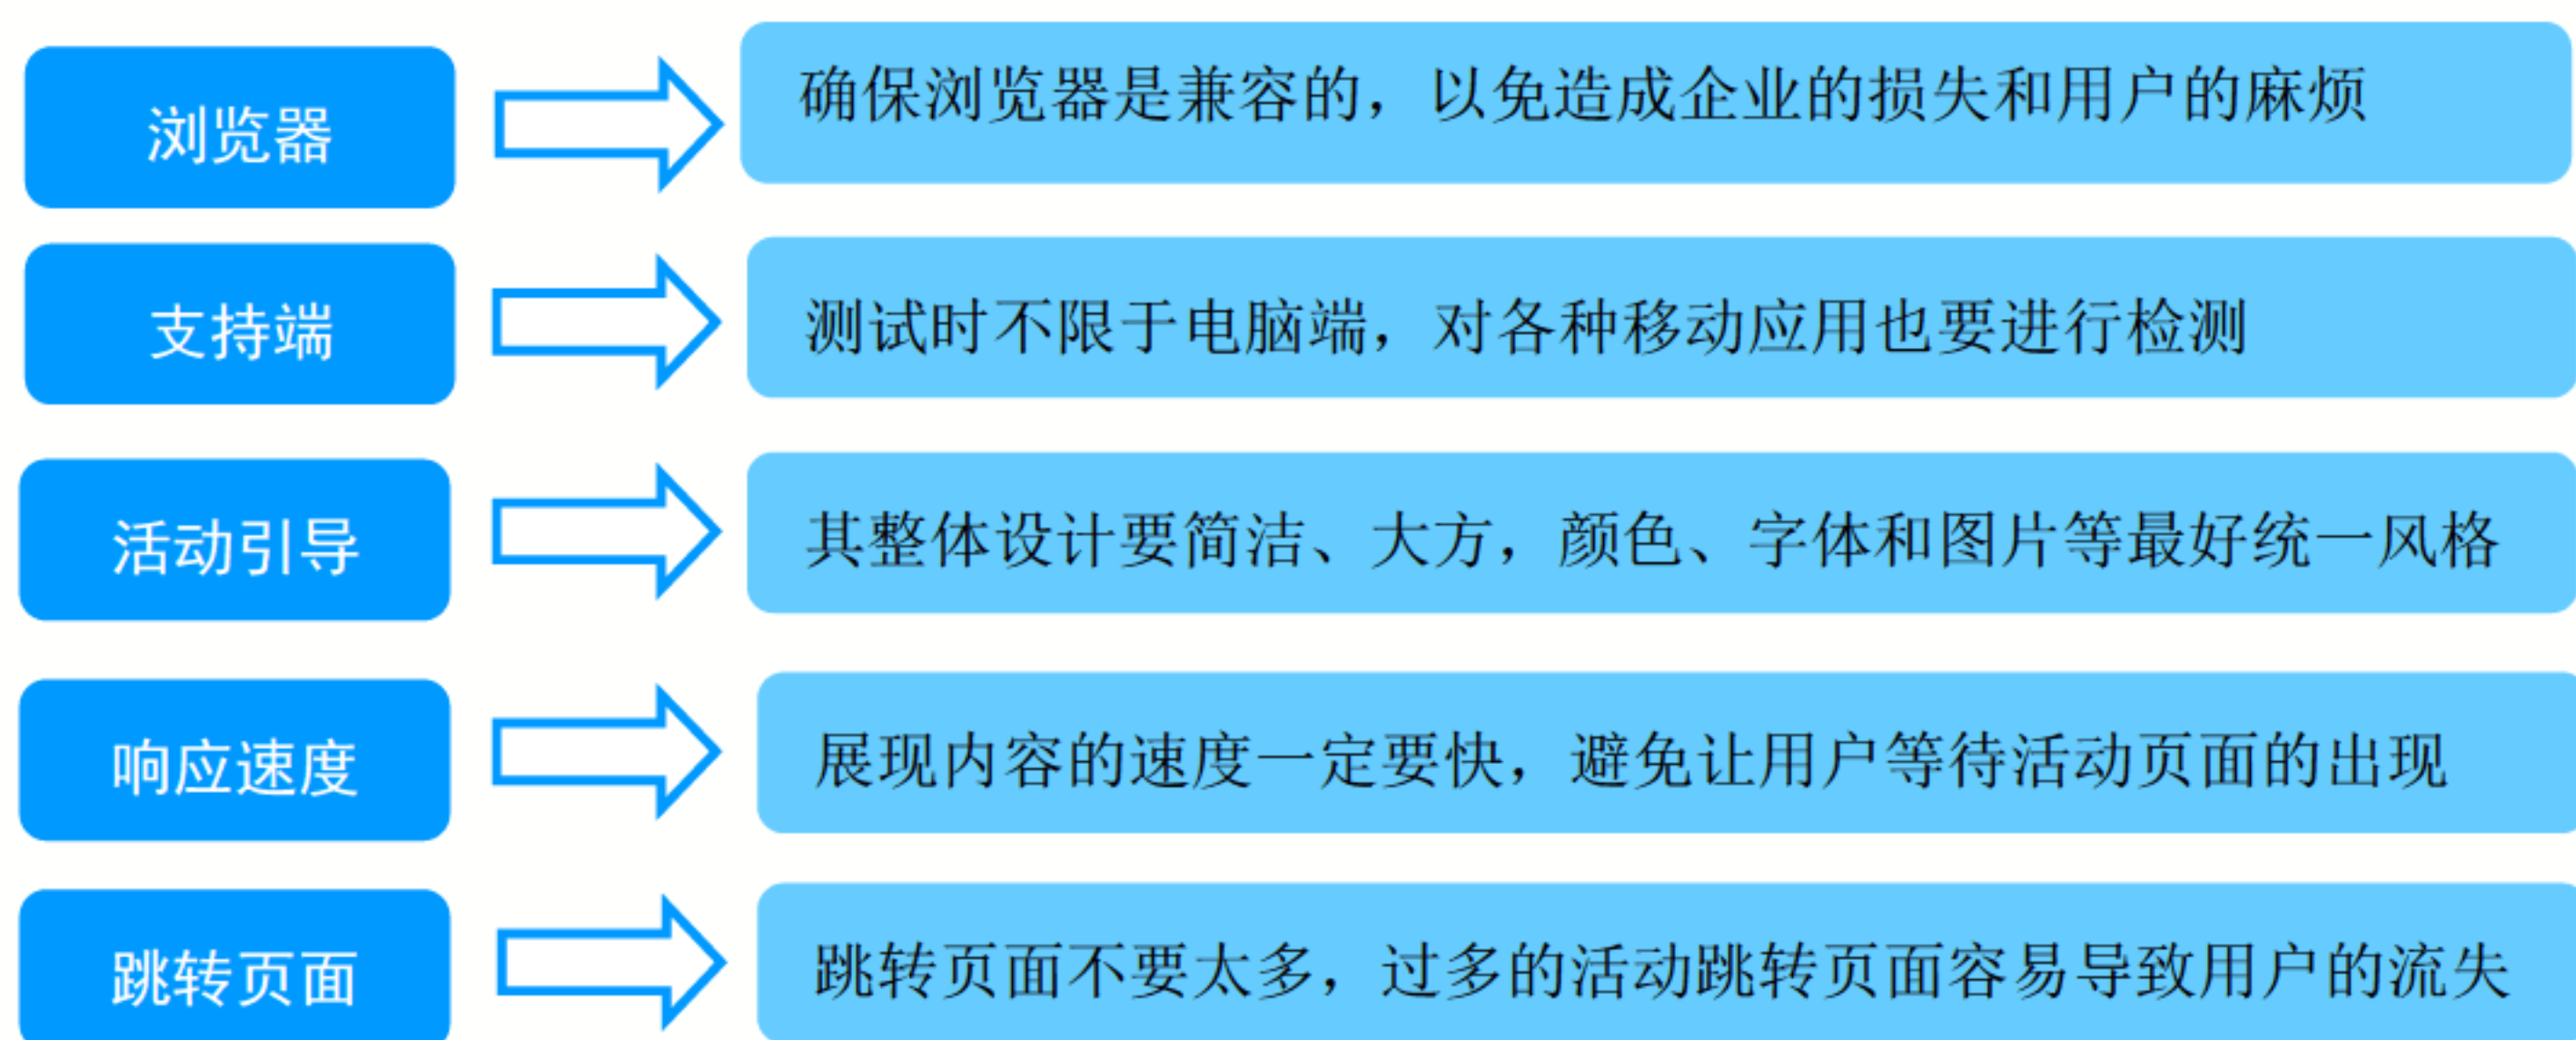 浏览器
确保浏览器是兼容的，以免造成企业的损失和用户的麻烦
支持端
测试时不限于电脑端，对各种移动应用也要进行检测
活动引导
其整体设计要简洁、大方，颜色、字体和图片等最好统一风格
响应速度
展现内容的速度一定要快，避免让用户等待活动页面的出现
跳转页面
跳转页面不要太多，过多的活动跳转页面容易导致用户的流失